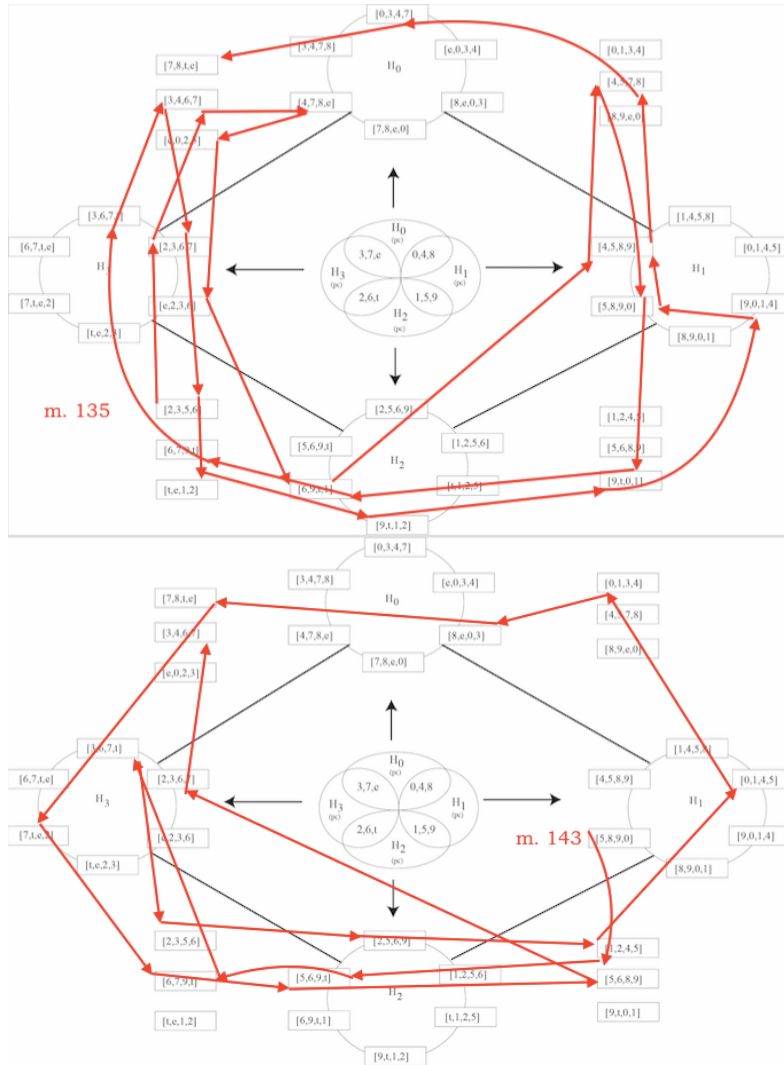 [0,3,4,7]
[3,4,7,8]
[e,0,3,4]
[0,1,3,4]
[7,8,t,e]
H0
[3,4,6,7]
[4,7,8,e]
[8,e,0,3]
[4,5,7,8]
[e,0,2,3]
[7,8,e,0]
[8,9,e,0]
[3,6,7,t]
[1,4,5,8]
H0
(pc)
[6,7,t,e]
[2,3,6,7]
3,7,e
0,4,8
[4,5,8,9]
[0,1,4,5]
H
H3
(pc)
H1
(pc)
H1
[7,t,e,2]
[e,2,3,6]
2,6,t
1,5,9
[5,8,9,0]
[9,0,1,4]
H2
(pc)
[t,e,2,3]
[8,9,0,1]
m. 135
[2,3,5,6]
[2,5,6,9]
[1,2,4,5]
[5,6,9,t]
[1,2,5,6]
[6,7,9,t]
H2
[5,6,8,9]
[t,e,1,2]
[6,9,t,1]
[t,1,2,5]
[9,t,0,1]
[9,t,1,2]
[0,3,4,7]
[3,4,7,8]
[e,0,3,4]
[0,1,3,4]
[7,8,t,e]
H0
[3,4,6,7]
[4,7,8,e]
[8,e,0,3]
[4,5,7,8]
[e,0,2,3]
[7,8,e,0]
[8,9,e,0]
[3,6,7,t]
[1,4,5,8]
H0
(pc)
[6,7,t,e]
[2,3,6,7]
3,7,e
0,4,8
[4,5,8,9]
[0,1,4,5]
H3
H3
(pc)
H1
(pc)
H1
[7,t,e,2]
[e,2,3,6]
2,6,t
1,5,9
m. 143
[5,8,9,0]
[9,0,1,4]
H2
(pc)
[t,e,2,3]
[8,9,0,1]
[2,3,5,6]
[2,5,6,9]
[1,2,4,5]
[6,7,9,t]
[5,6,9,t]
[1,2,5,6]
[5,6,8,9]
H2
[t,e,1,2]
[6,9,t,1]
[t,1,2,5]
[9,t,0,1]
[9,t,1,2]